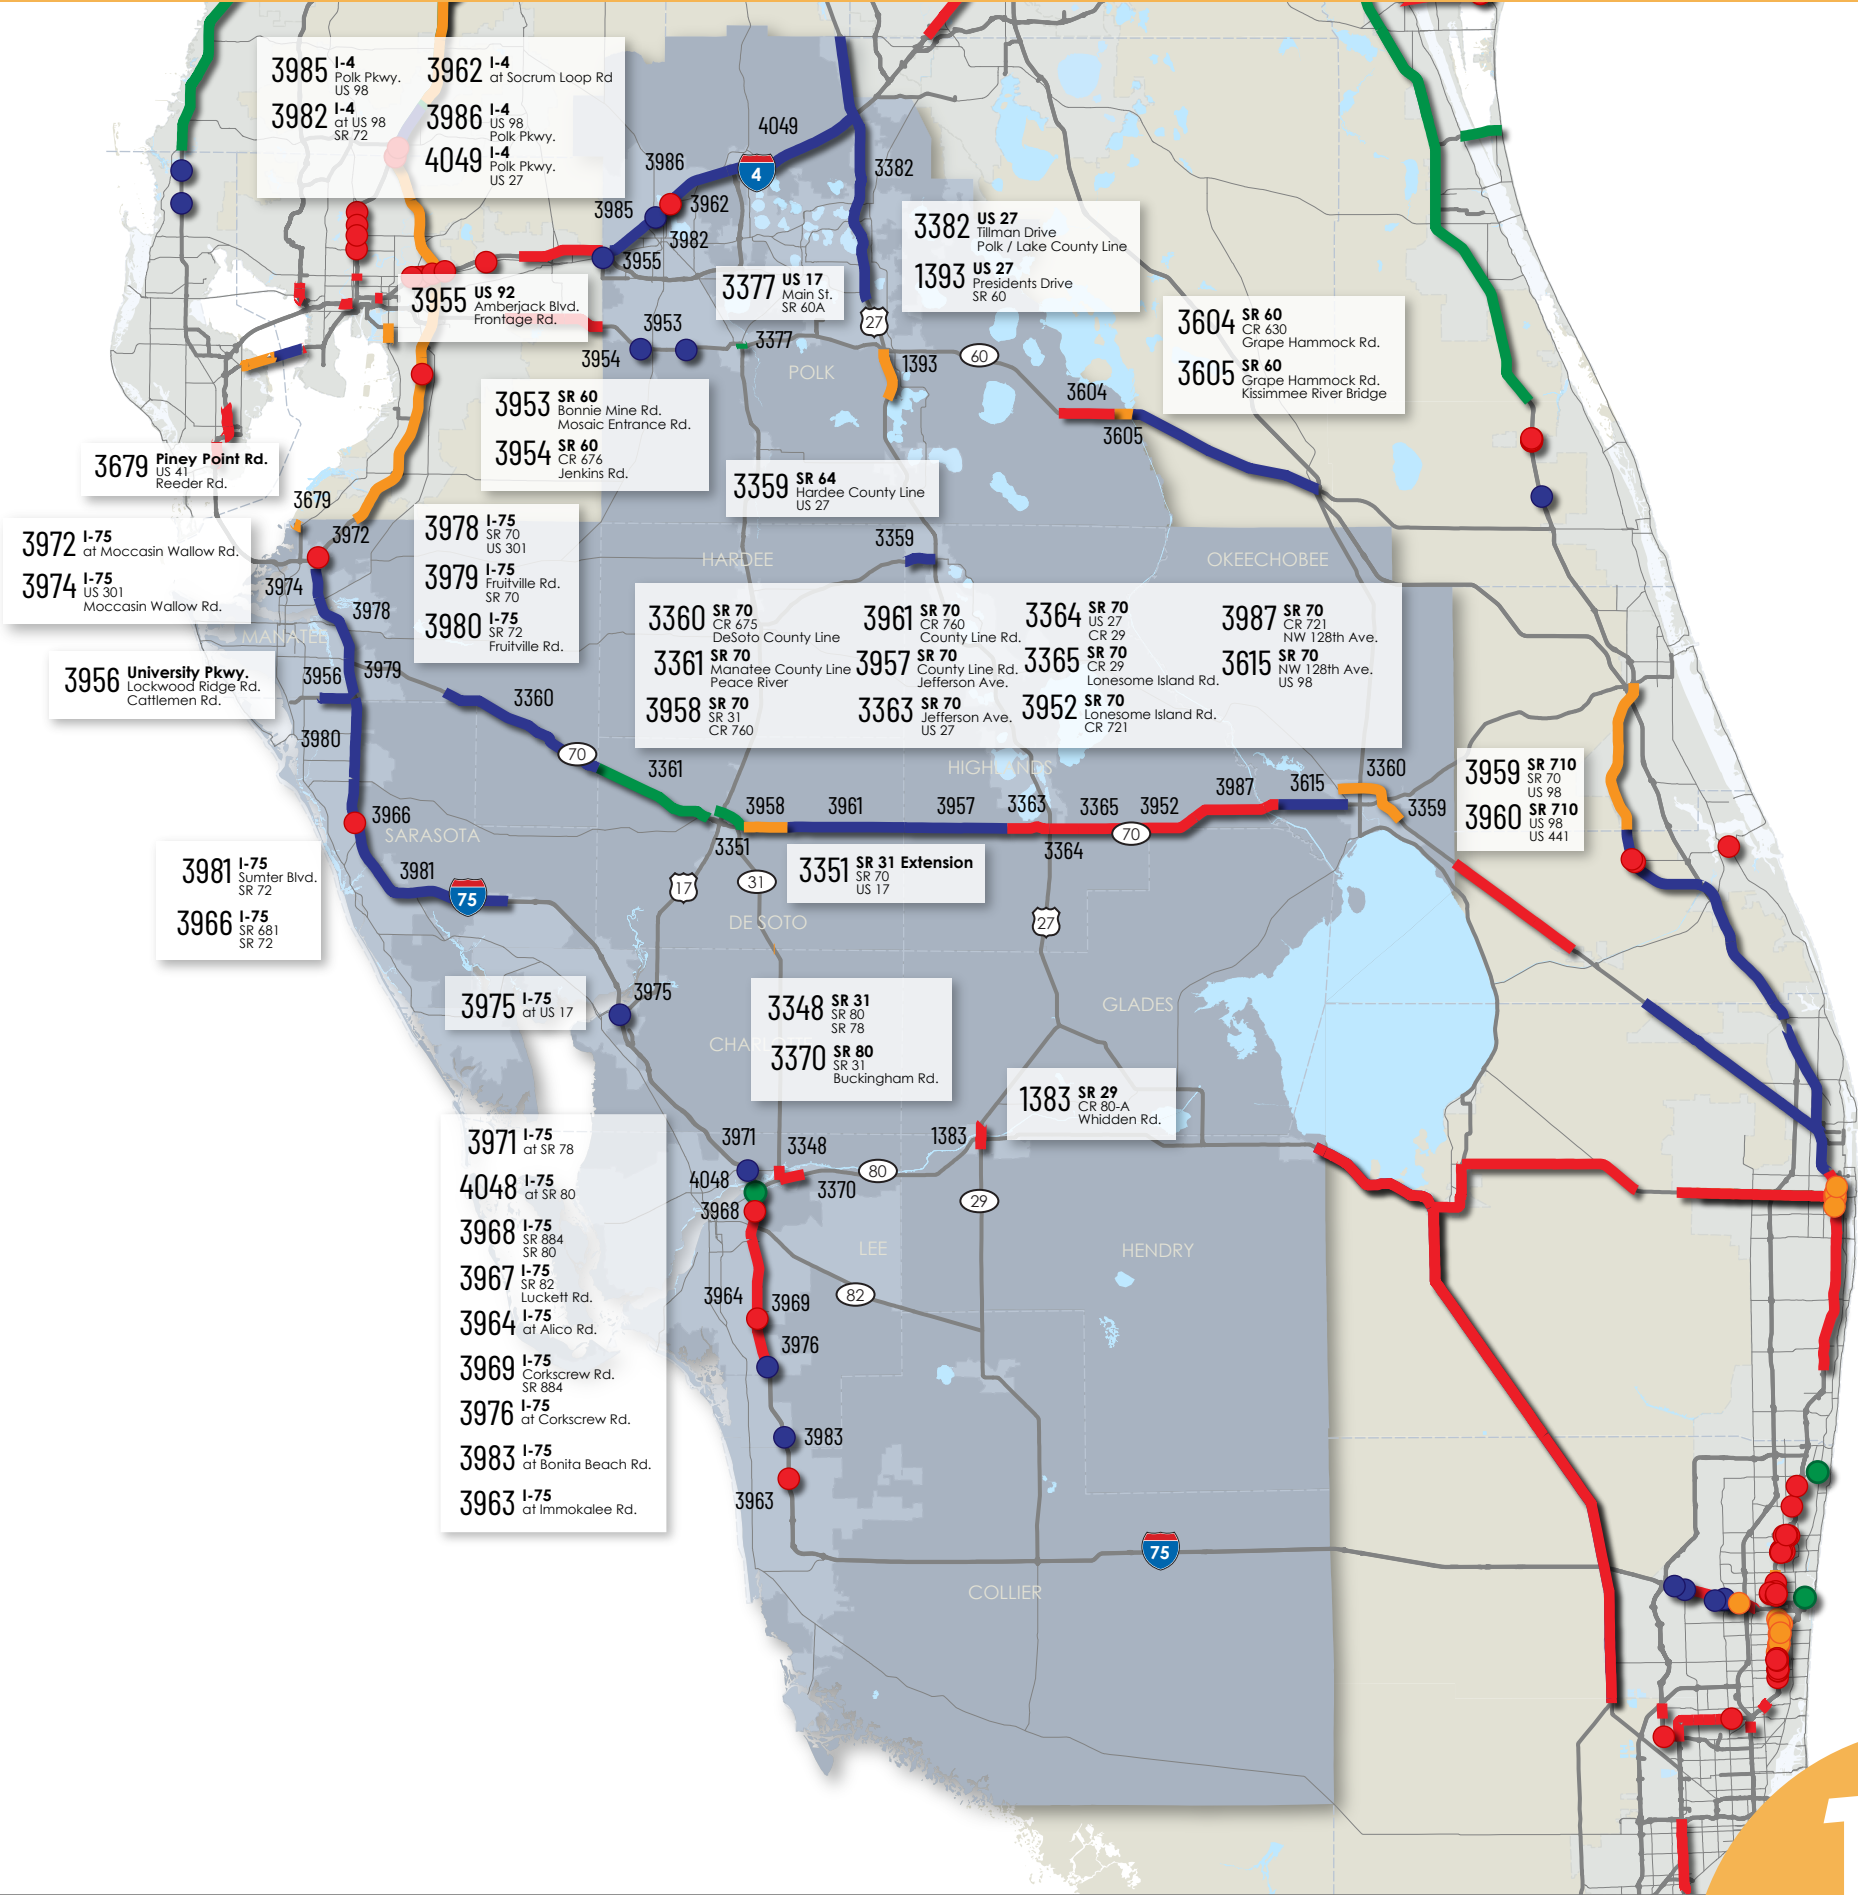 3985 I-4
Polk Pkwy.
US 98
3962 I-4
at Socrum Loop Rd
3982 I-4
at US 98
SR 72
3986 I-4
US 98
Polk Pkwy.
4049 I-4
Polk Pkwy.
US 27
4049
3986
4
3382
3985
3962
3982
3955
3382 US 27
Tillman Drive
Polk / Lake County Line
1393 US 27
Presidents Drive
SR 60
3955 US 92
Amberjack Blvd.
Frontage Rd.
3377 US 17
Main St.
SR 60A
3604 SR 60
CR 630
Grape Hammock Rd.
3605 SR 60
Grape Hammock Rd.
Kissimmee River Bridge
27
3953
3954
3377
POLK
1393
60
3604
3605
3953 SR 60
Bonnie Mine Rd.
Mosaic Entrance Rd.
3954 SR 60
CR 676
Jenkins Rd.
3679 Piney Point Rd.
US 41
Reeder Rd.
3359 SR 64
Hardee County Line
US 27
3679
3972
3972 I-75
at Moccasin Wallow Rd.
3974 I-75
US 301
Moccasin Wallow Rd.
3978 I-75
SR 70
US 301
3979 I-75
Fruitville Rd.
SR 70
3980 I-75
SR 72
Fruitville Rd.
HARDEE
3359
OKEECHOBEE
3974
3978
MANATEE
3360 SR 70
CR 675
DeSoto County Line
3961 SR 70
CR 760
County Line Rd.
3364 SR 70
US 27
CR 29
3987 SR 70
CR 721
NW 128th Ave.
3361 SR 70
Manatee County Line
Peace River
3957 SR 70
County Line Rd.
Jefferson Ave.
3365 SR 70
CR 29
Lonesome Island Rd.
3615 SR 70
NW 128th Ave.
US 98
3958 SR 70
SR 31
CR 760
3363 SR 70
Jefferson Ave.
US 27
3952 SR 70
Lonesome Island Rd.
CR 721
3956 University Pkwy.
Lockwood Ridge Rd.
Cattlemen Rd.
3956
3979
3360
3980
70
3361
HIGHLANDS
3987
3615
3360
3359
3959 SR 710
SR 70
US 98
3960 SR 710
US 98
US 441
3958
3961
3957
3363
3365
3952
70
3966
SARASOTA
3351
3364
3981 I-75
Sumter Blvd.
SR 72
3966 I-75
SR 681
SR 72
3981
75
17
31
3351 SR 31 Extension
SR 70
US 17
DE SOTO
27
3975 I-75
at US 17
3975
3348 SR 31
SR 80
SR 78
3370 SR 80
SR 31
Buckingham Rd.
GLADES
1383 SR 29
CR 80-A
Whidden Rd.
3971 I-75
at SR 78
4048 I-75
at SR 80
3968 I-75
SR 884
SR 80
3967 I-75
SR 82
Luckett Rd.
3964 I-75
at Alico Rd.
3969 I-75
Corkscrew Rd.
SR 884
3976 I-75
at Corkscrew Rd.
3983 I-75
at Bonita Beach Rd.
3963 I-75
at Immokalee Rd.
3971
3348
1383
4048
80
3370
3968
29
LEE
HENDRY
3964
3969
82
3976
3983
3963
75
COLLIER